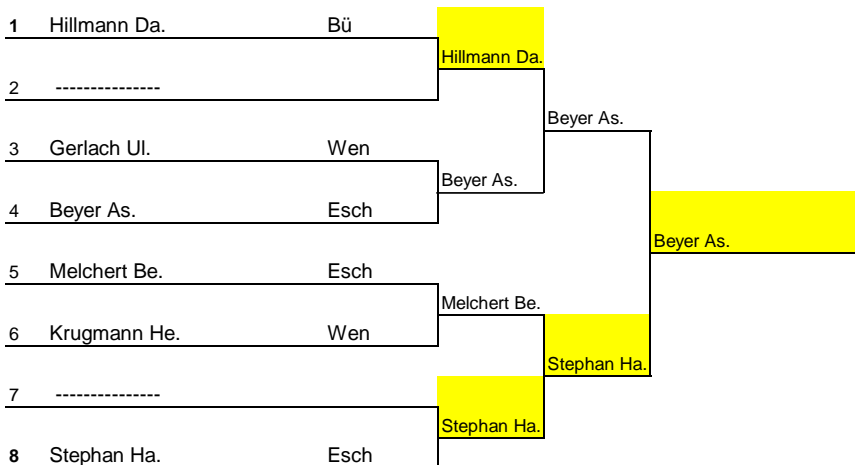 1 Hillmann Da. Bü
Hillmann Da.
2 ---------------
Beyer As.
3 Gerlach Ul. Wen
Beyer As.
4 Beyer As. Esch
Beyer As.
5 Melchert Be. Esch
Melchert Be.
6 Krugmann He. Wen
Stephan Ha.
7 ---------------
Stephan Ha.
8 Stephan Ha. Esch